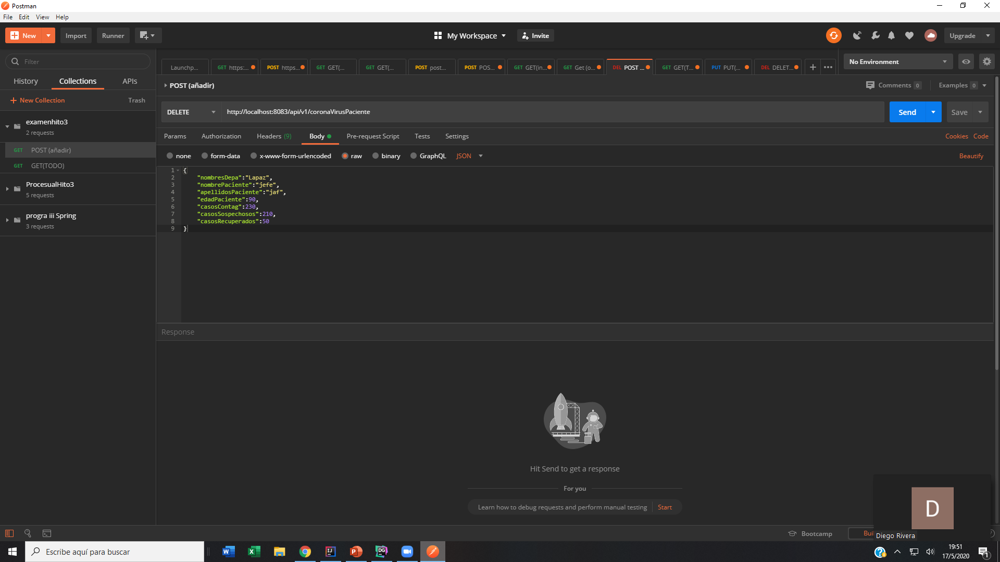 Postman
File Edit View Help
New Import Runner My Workspace Invite Upgrade
Filter
Launchp... GET https:... POST https... GET GET(... GET GET(... POST post... POST POS... GET GET(in... GET Get (o... DEL POST ... GET GET(T... PUT PUT(... DEL DELET... No Environment
History Collections APIs
POST (añadir) Comments 0 Examples 0
New Collection Trash
DELETE http://localhost:8083/api/v1/coronaVirusPaciente Send Save
examenhito3
2 requests
Params Authorization Headers (9) Body Pre-request Script Tests Settings Cookies Code
GET POST (añadir)
none form-data x-www-form-urlencoded raw binary GraphQL JSON Beautify
GET GET(TODO)
ProcesualHito3
5 requests
progra iii Spring
3 requests
1 {
2 "nombresDepa":"Lapaz",
3 "nombrePaciente":"jefe",
4 "apellidosPaciente":"jaf",
5 "edadPaciente":90,
6 "casosContag":230,
7 "casosSospechosos":210,
8 "casosRecuperados":50
9 }
Response
Hit Send to get a response
For you
Learn how to debug requests and perform manual testing Start
D
Diego Rivera
Bootcamp
Escribe aquí para buscar
19:51
17/5/2020
1